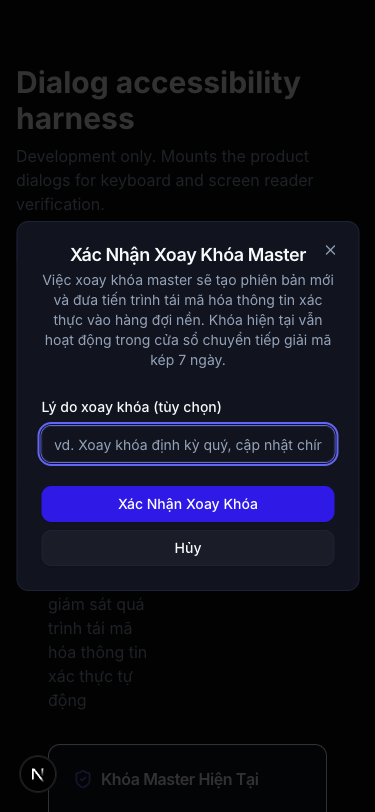 Dialog accessibility
harness
Development only. Mounts the product
dialogs for keyboard and screen reader
verification.
Xác Nhận Xoay Khóa Master
Việc xoay khóa master sẽ tạo phiên bản mới
và đưa tiến trình tái mã hóa thông tin xác
thực vào hàng đợi nền. Khóa hiện tại vẫn
hoạt động trong cửa sổ chuyển tiếp giải mã
kép 7 ngày.
Lý do xoay khóa (tùy chọn)
vd. Xoay khóa định kỳ quý, cập nhật chír
Xác Nhận Xoay Khóa
Hủy
giám sát quá
trình tái mã
hóa thông tin
xác thực tự
động
N
Khóa Master Hiện Tại